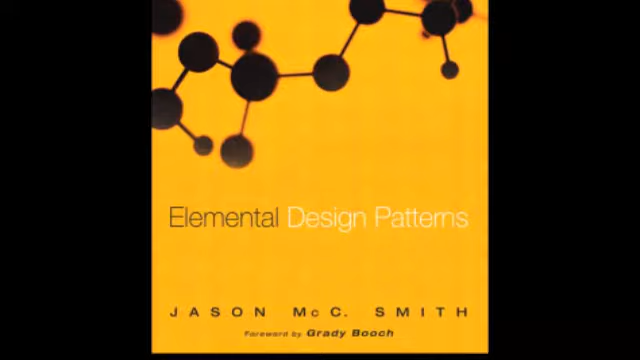 Elemental Design Patterns
JASON McC. SMITH
Foreword by Grady Booch